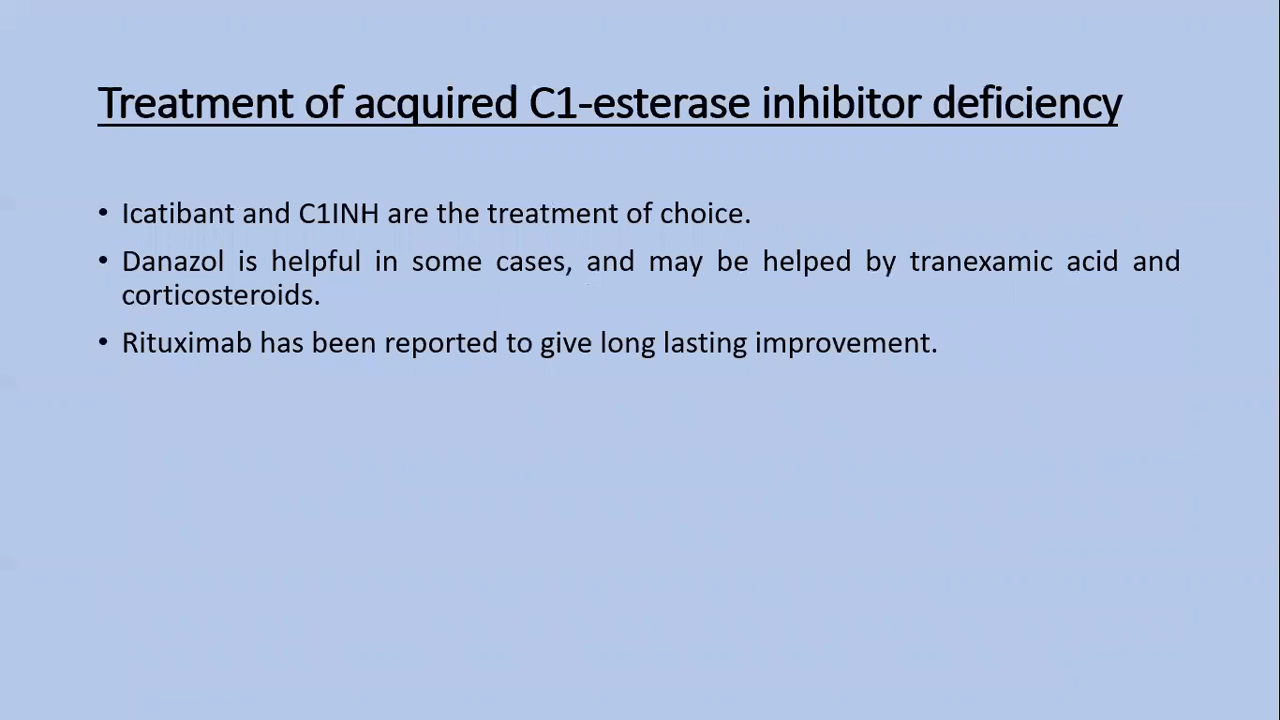 Treatment of acquired C1-esterase inhibitor deficiency
• Icatibant and C1INH are the treatment of choice.
• Danazol is helpful in some cases, and may be helped by tranexamic acid and
corticosteroids.
• Rituximab has been reported to give long lasting improvement.